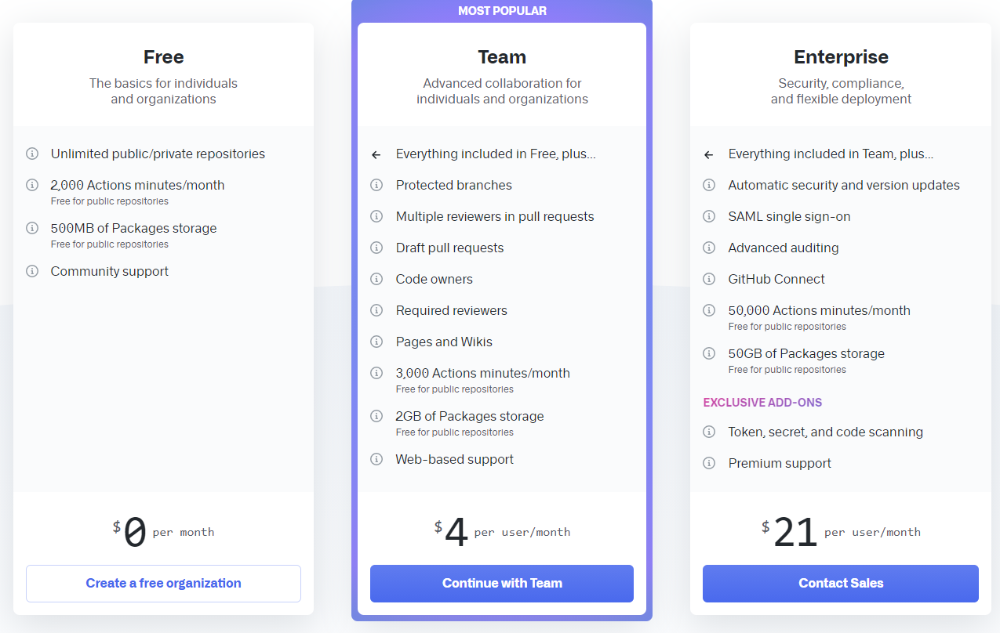 Free
The basics for individuals
and organizations
Unlimited public/private repositories
2,000 Actions minutes/month
Free for public repositories
500MB of Packages storage
Free for public repositories
Community support
$0 per month
Create a free organization
MOST POPULAR
Team
Advanced collaboration for
individuals and organizations
Everything included in Free, plus...
Protected branches
Multiple reviewers in pull requests
Draft pull requests
Code owners
Required reviewers
Pages and Wikis
3,000 Actions minutes/month
Free for public repositories
2GB of Packages storage
Free for public repositories
Web-based support
$4 per user/month
Continue with Team
Enterprise
Security, compliance,
and flexible deployment
Everything included in Team, plus...
Automatic security and version updates
SAML single sign-on
Advanced auditing
GitHub Connect
50,000 Actions minutes/month
Free for public repositories
50GB of Packages storage
Free for public repositories
EXCLUSIVE ADD-ONS
Token, secret, and code scanning
Premium support
$21 per user/month
Contact Sales